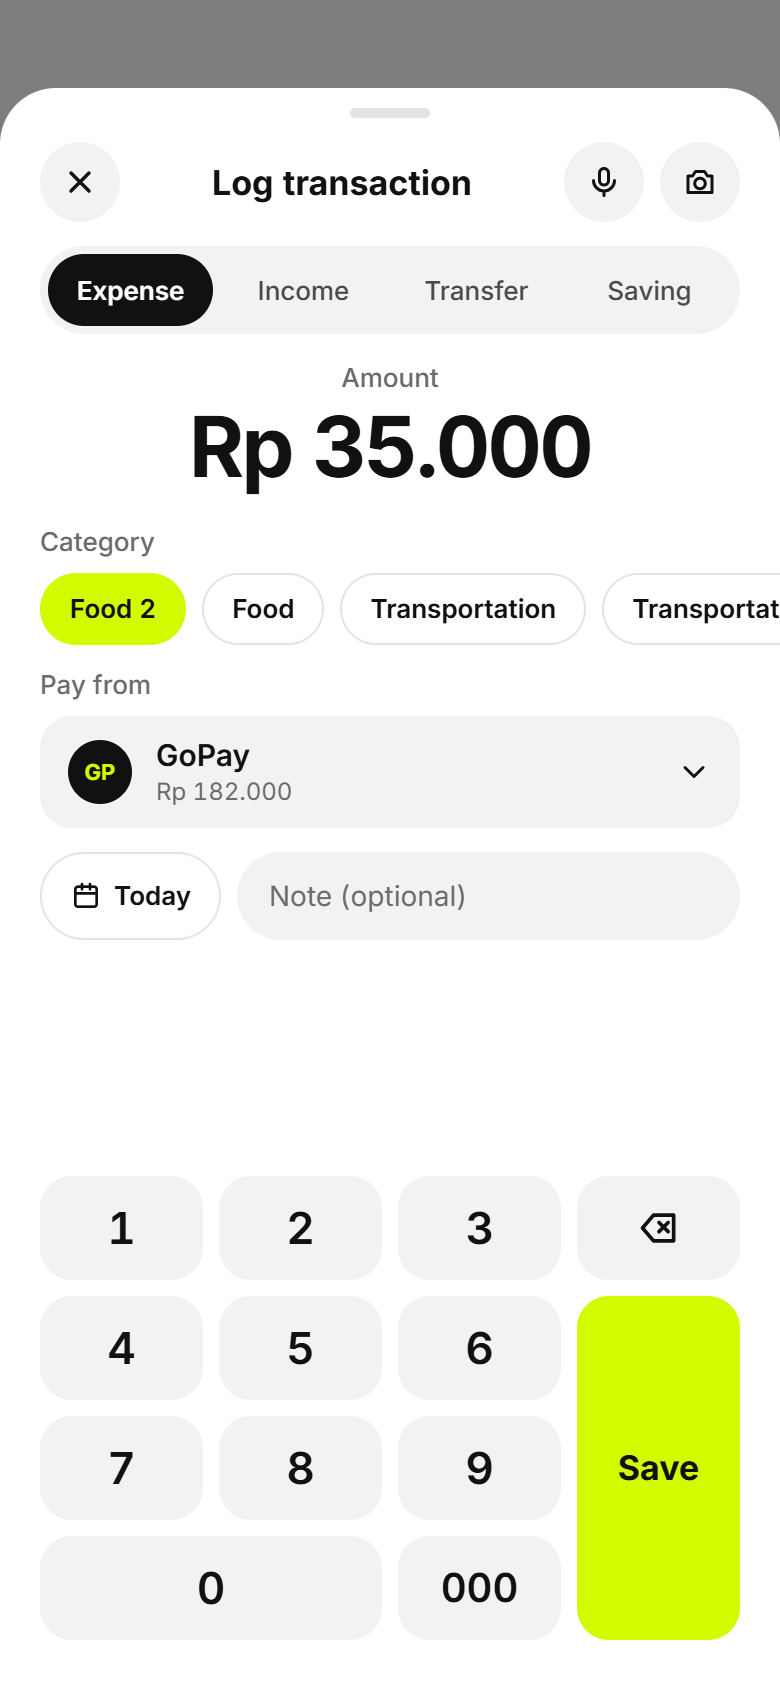 Log transaction
Expense Income Transfer Saving
Amount
Rp 35.000
Category
Food 2 Food Transportation Transportat
Pay from
GP GoPay
Rp 182.000
Today Note (optional)
1 2 3
4 5 6
7 8 9 Save
0 000